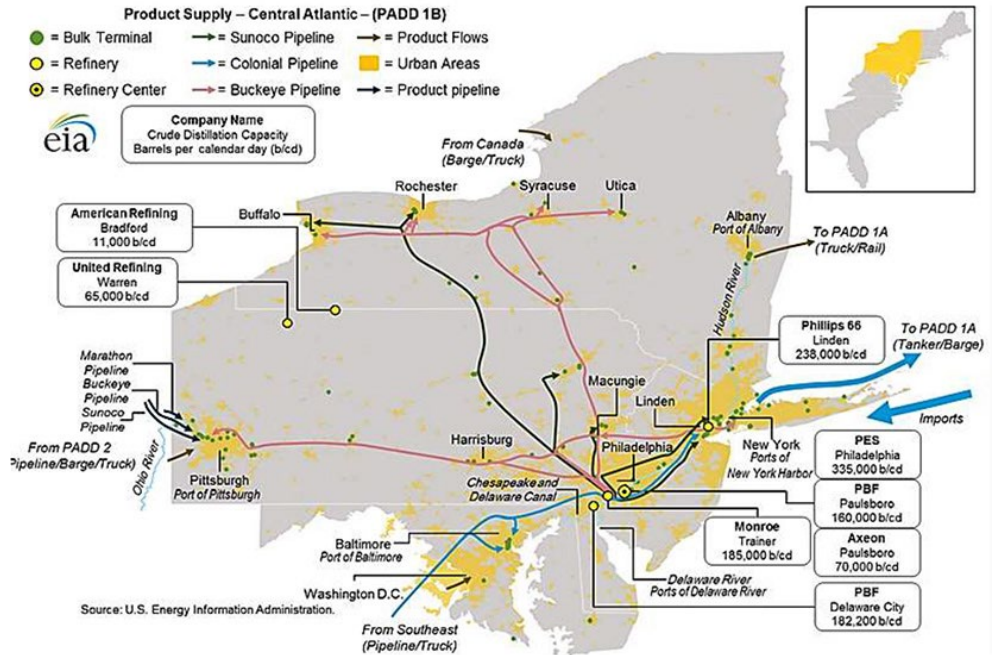 Product Supply – Central Atlantic – (PADD 1B)
= Bulk Terminal
= Sunoco Pipeline
= Product Flows
= Refinery
= Colonial Pipeline
= Urban Areas
= Refinery Center
= Buckeye Pipeline
= Product pipeline
eia
Company Name
Crude Distillation Capacity
Barrels per calendar day (b/cd)
From Canada
(Barge/Truck)
Rochester
Syracuse
Utica
Buffalo
American Refining
Bradford
11,000 b/cd
Albany
Port of Albany
To PADD 1A
(Truck/Rail)
United Refining
Warren
65,000 b/cd
Hudson River
Phillips 66
Linden
238,000 b/cd
To PADD 1A
(Tanker/Barge)
Marathon
Pipeline
Buckeye
Pipeline
Sunoco
Pipeline
Macungie
Linden
Imports
From PADD 2
Pipeline/Barge/Truck)
Ohio River
Pittsburgh
Port of Pittsburgh
Harrisburg
Philadelphia
New York
Ports of
New York Harbor
PES
Philadelphia
335,000 b/cd
Chesapeake and
Delaware Canal
PBF
Paulsboro
160,000 b/cd
Monroe
Trainer
185,000 b/cd
Axeon
Paulsboro
70,000 b/cd
Baltimore
Port of Baltimore
Washington D.C.
Delaware River
Ports of Delaware River
PBF
Delaware City
182,200 b/cd
Source: U.S. Energy Information Administration.
From Southeast
(Pipeline/Truck)